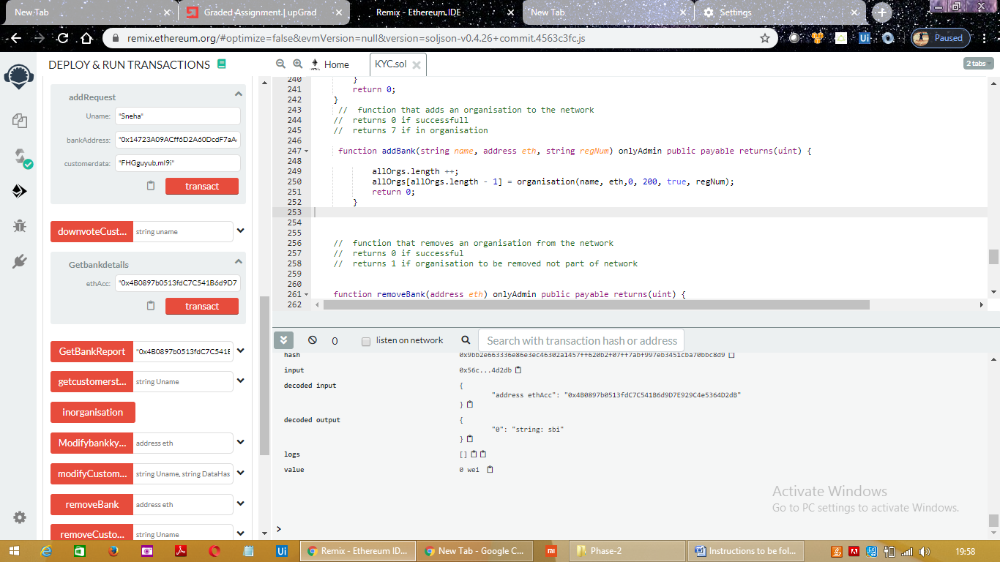 New Tab
Graded Assignment | upGrad
Remix - Ethereum IDE
New Tab
Settings
remix.ethereum.org/#optimize=false&evmVersion=null&version=soljson-v0.4.26+commit.4563c3fc.js
Ui
Paused
DEPLOY & RUN TRANSACTIONS
addRequest
Uname: "Sneha"
bankAddress: "0x14723A09ACff6D2A60DcdF7aA
customerdata: "FHGguyub,ml9i"
transact
downvoteCust... string uname
Getbankdetails
ethAcc: "0x4B0897b0513fdC7C541B6d9D7
transact
GetBankReport "0x4B0897b0513fdC7C541E
getcustomerst... string Uname
inorganisation
Modifybankky... address eth
modifyCustom... string Uname, string DataHas
removeBank address eth
removeCusto... string Uname
Home
KYC.sol
2 tabs
240 }
241 return 0;
242 }
243 // function that adds an organisation to the network
244 // returns 0 if successfull
245 // returns 7 if in organisation
246
247 function addBank(string name, address eth, string regNum) onlyAdmin public payable returns(uint) {
248
249 allOrgs.length ++;
250 allOrgs[allOrgs.length - 1] = organisation(name, eth,0, 200, true, regNum);
251 return 0;
252 }
253
254
255
256 // function that removes an organisation from the network
257 // returns 0 if successful
258 // returns 1 if organisation to be removed not part of network
259
260
261 function removeBank(address eth) onlyAdmin public payable returns(uint) {
262
0
listen on network
Search with transaction hash or address
hash 0x9bb2e663336e86e3ec46302a1457ff620b2f07ff7abf997eb3451cba70bbc8d9
input 0x56c...4d2db
decoded input {
"address ethAcc": "0x4B0897b0513fdC7C541B6d9D7E929C4e5364D2dB"
}
decoded output {
"0": "string: sbi"
}
logs []
value 0 wei
>
Activate Windows
Go to PC settings to activate Windows.
Ui
Remix - Ethereum ID...
New Tab - Google C...
Phase-2
Instructions to be fol...
19:58